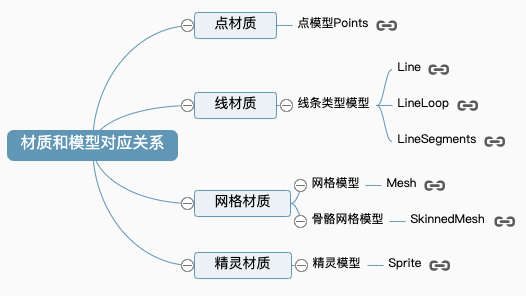 点材质
点模型Points
Line
线材质
线条类型模型
LineLoop
LineSegments
材质和模型对应关系
网格模型
Mesh
网格材质
骨骼网格模型
SkinnedMesh
精灵材质
精灵模型
Sprite